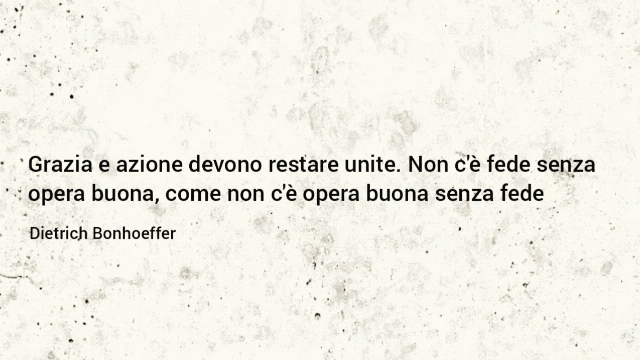 Grazia e azione devono restare unite. Non c'è fede senza
opera buona, come non c'è opera buona senza fede
Dietrich Bonhoeffer